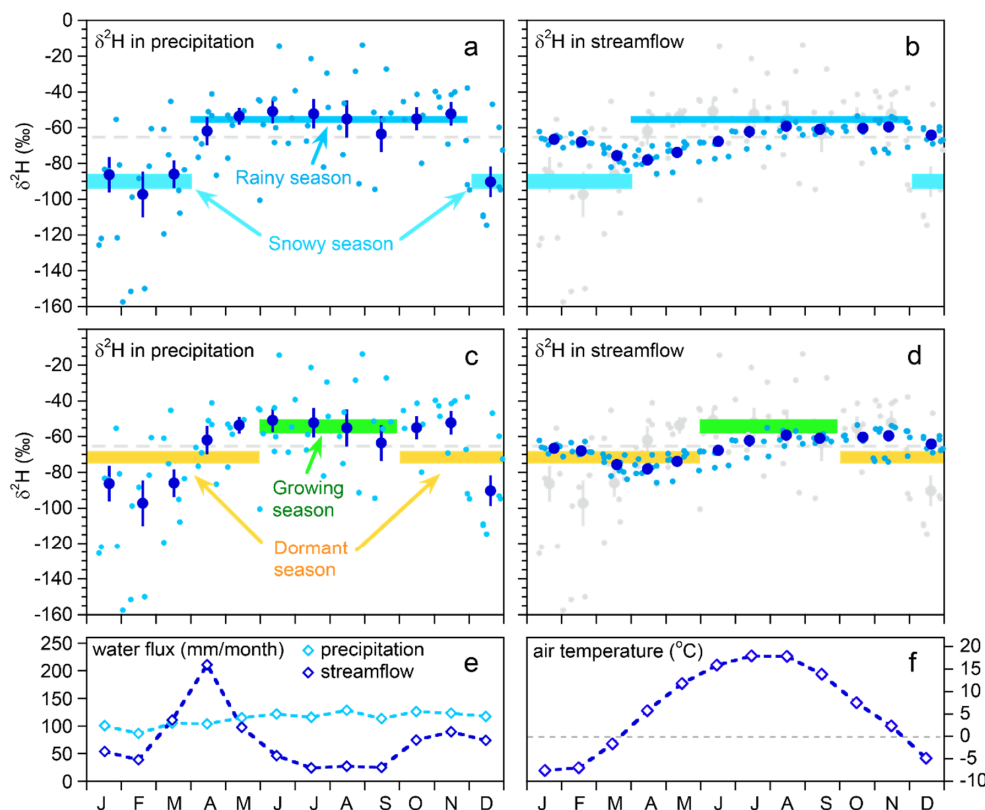 δ²H in precipitation
a
δ²H in streamflow
b
0
-20
-40
-60
-80
-100
-120
-140
-160
δ²H (‰)
Rainy season
Snowy season
δ²H in precipitation
c
δ²H in streamflow
d
-20
-40
-60
-80
-100
-120
-140
-160
δ²H (‰)
Growing
season
Dormant
season
water flux (mm/month)
precipitation
streamflow
e
250
200
150
100
50
0
J F M A M J J A S O N D
air temperature (°C)
f
20
15
10
5
0
-5
-10
J F M A M J J A S O N D